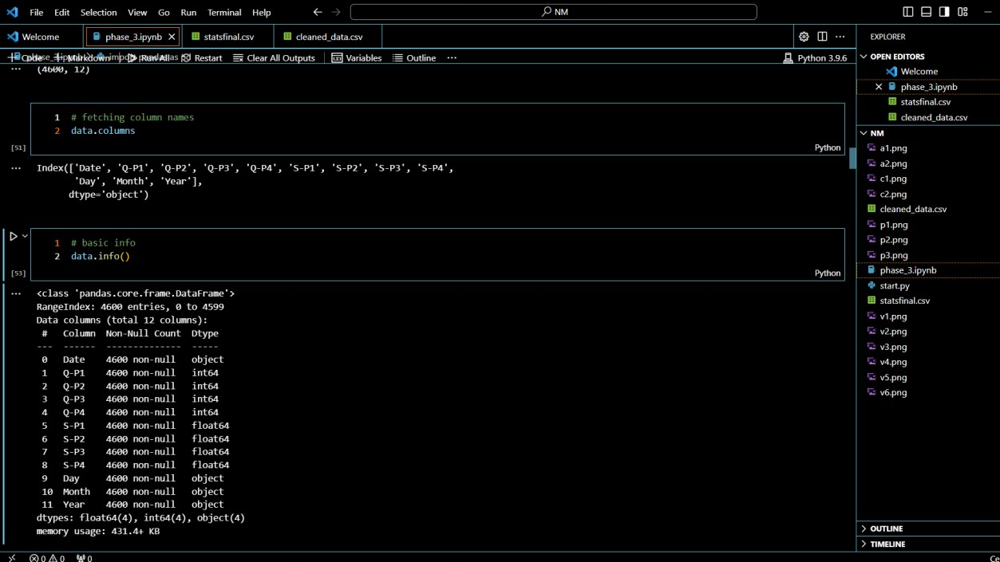 File Edit Selection View Go Run Terminal Help
NM
Welcome
phase_3.ipynb
statsfinal.csv
cleaned_data.csv
Restart
Clear All Outputs
Variables
Outline
Python 3.9.6
(4600, 12)
1 # fetching column names
2 data.columns
[51]
Python
Index(['Date', 'Q-P1', 'Q-P2', 'Q-P3', 'Q-P4', 'S-P1', 'S-P2', 'S-P3', 'S-P4',
'Day', 'Month', 'Year'],
dtype='object')
1 # basic info
2 data.info()
[53]
Python
<class 'pandas.core.frame.DataFrame'>
RangeIndex: 4600 entries, 0 to 4599
Data columns (total 12 columns):
# Column Non-Null Count Dtype
--- ------ -------------- -----
0 Date 4600 non-null object
1 Q-P1 4600 non-null int64
2 Q-P2 4600 non-null int64
3 Q-P3 4600 non-null int64
4 Q-P4 4600 non-null int64
5 S-P1 4600 non-null float64
6 S-P2 4600 non-null float64
7 S-P3 4600 non-null float64
8 S-P4 4600 non-null float64
9 Day 4600 non-null object
10 Month 4600 non-null object
11 Year 4600 non-null object
dtypes: float64(4), int64(4), object(4)
memory usage: 431.4+ KB
EXPLORER
OPEN EDITORS
Welcome
phase_3.ipynb
statsfinal.csv
cleaned_data.csv
NM
a1.png
a2.png
c1.png
c2.png
cleaned_data.csv
p1.png
p2.png
p3.png
phase_3.ipynb
start.py
statsfinal.csv
v1.png
v2.png
v3.png
v4.png
v5.png
v6.png
OUTLINE
TIMELINE
0 0 0
Ce